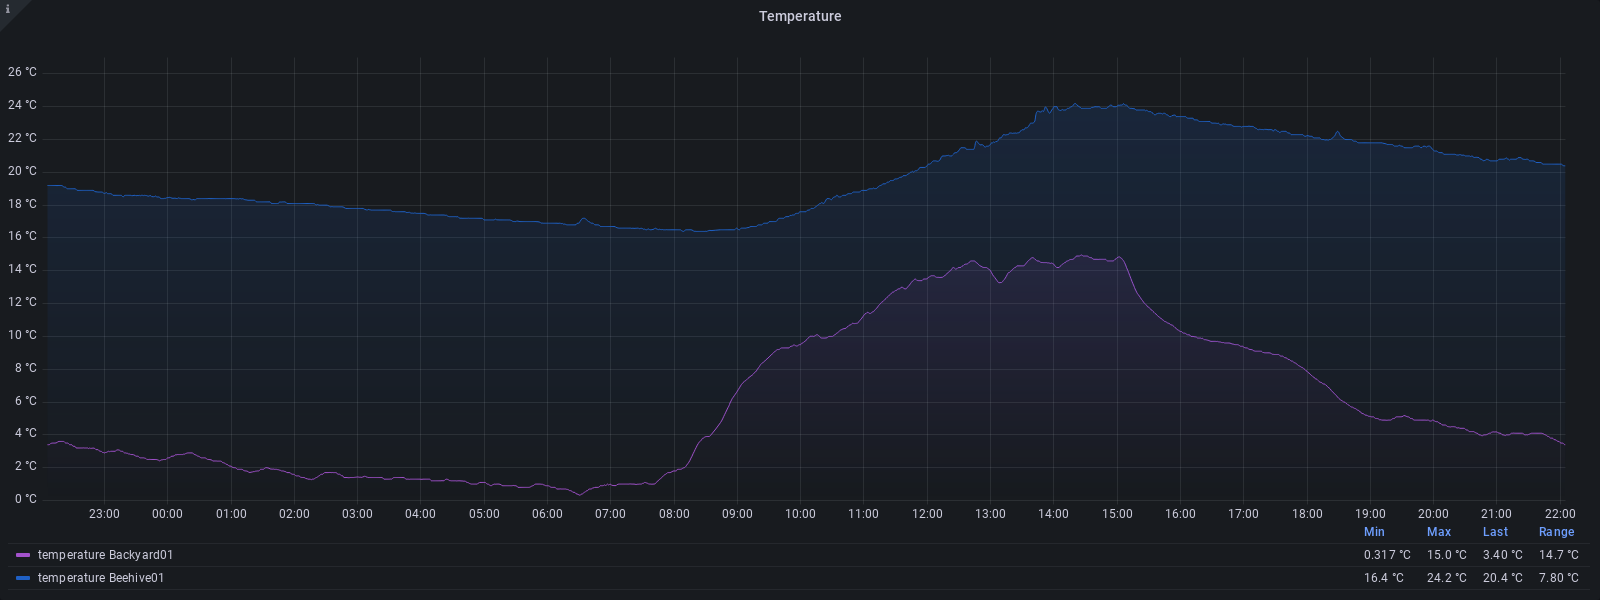 i
Temperature
26 °C
24 °C
22 °C
20 °C
18 °C
16 °C
14 °C
12 °C
10 °C
8 °C
6 °C
4 °C
2 °C
0 °C
23:00 00:00 01:00 02:00 03:00 04:00 05:00 06:00 07:00 08:00 09:00 10:00 11:00 12:00 13:00 14:00 15:00 16:00 17:00 18:00 19:00 20:00 21:00 22:00
Min Max Last Range
temperature Backyard01 0.317 °C 15.0 °C 3.40 °C 14.7 °C
temperature Beehive01 16.4 °C 24.2 °C 20.4 °C 7.80 °C